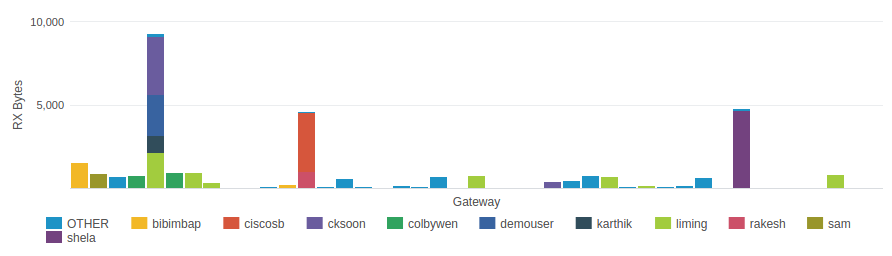 10,000
5,000
RX Bytes
Gateway
OTHER bibimbap ciscosb cksoon colbywen demouser karthik liming rakesh sam
shela